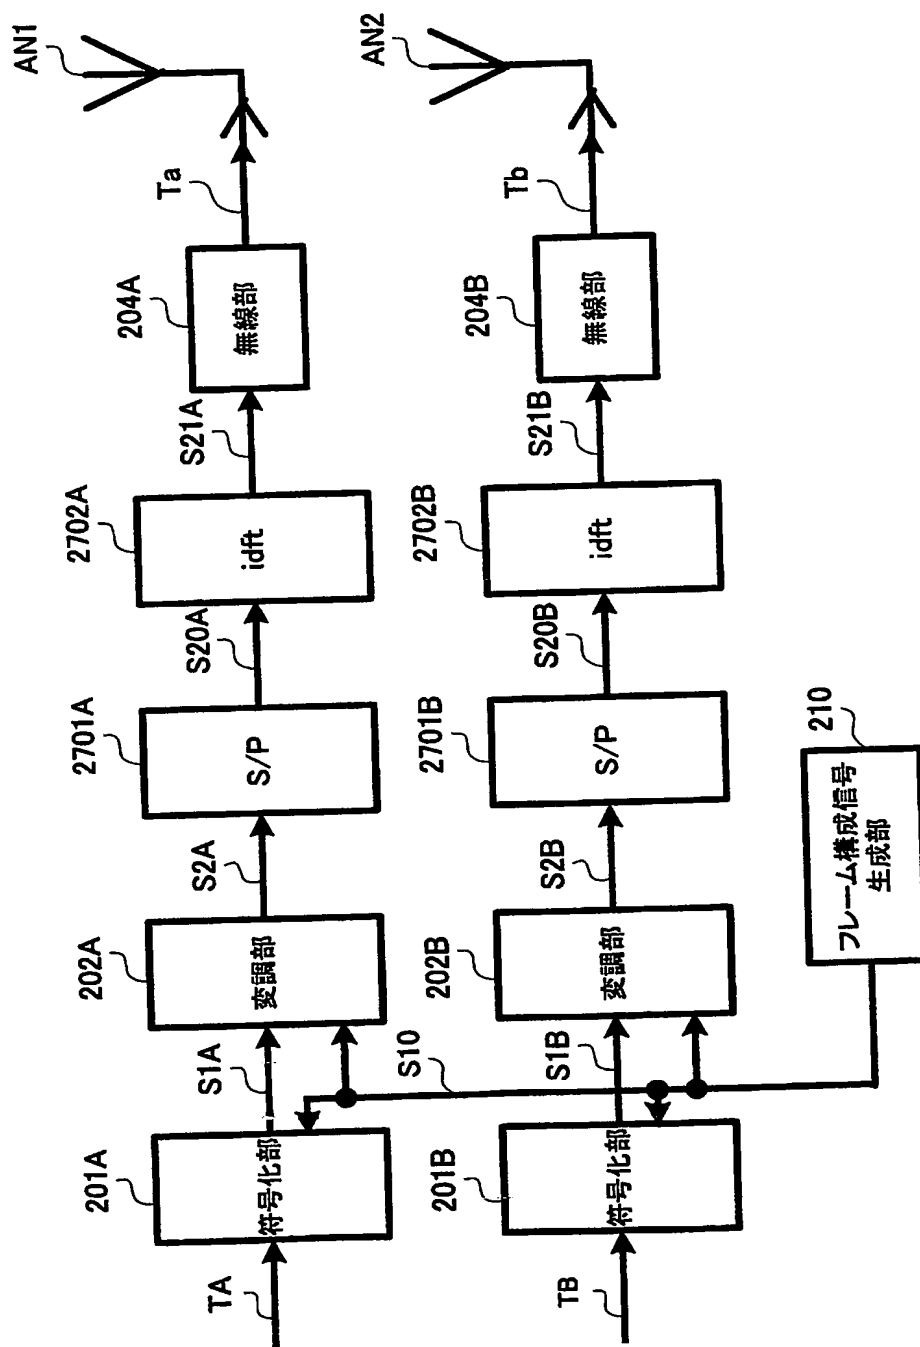 AN1
Ta
204A
無線部
S21A
2702A
idft
S20A
2701A
S/P
S2A
202A
変調部
S1A
201A
符号化部
TA
AN2
Tb
204B
無線部
S21B
2702B
idft
S20B
2701B
S/P
S2B
202B
変調部
S1B
S10
201B
符号化部
TB
210
フレーム構成信号
生成部